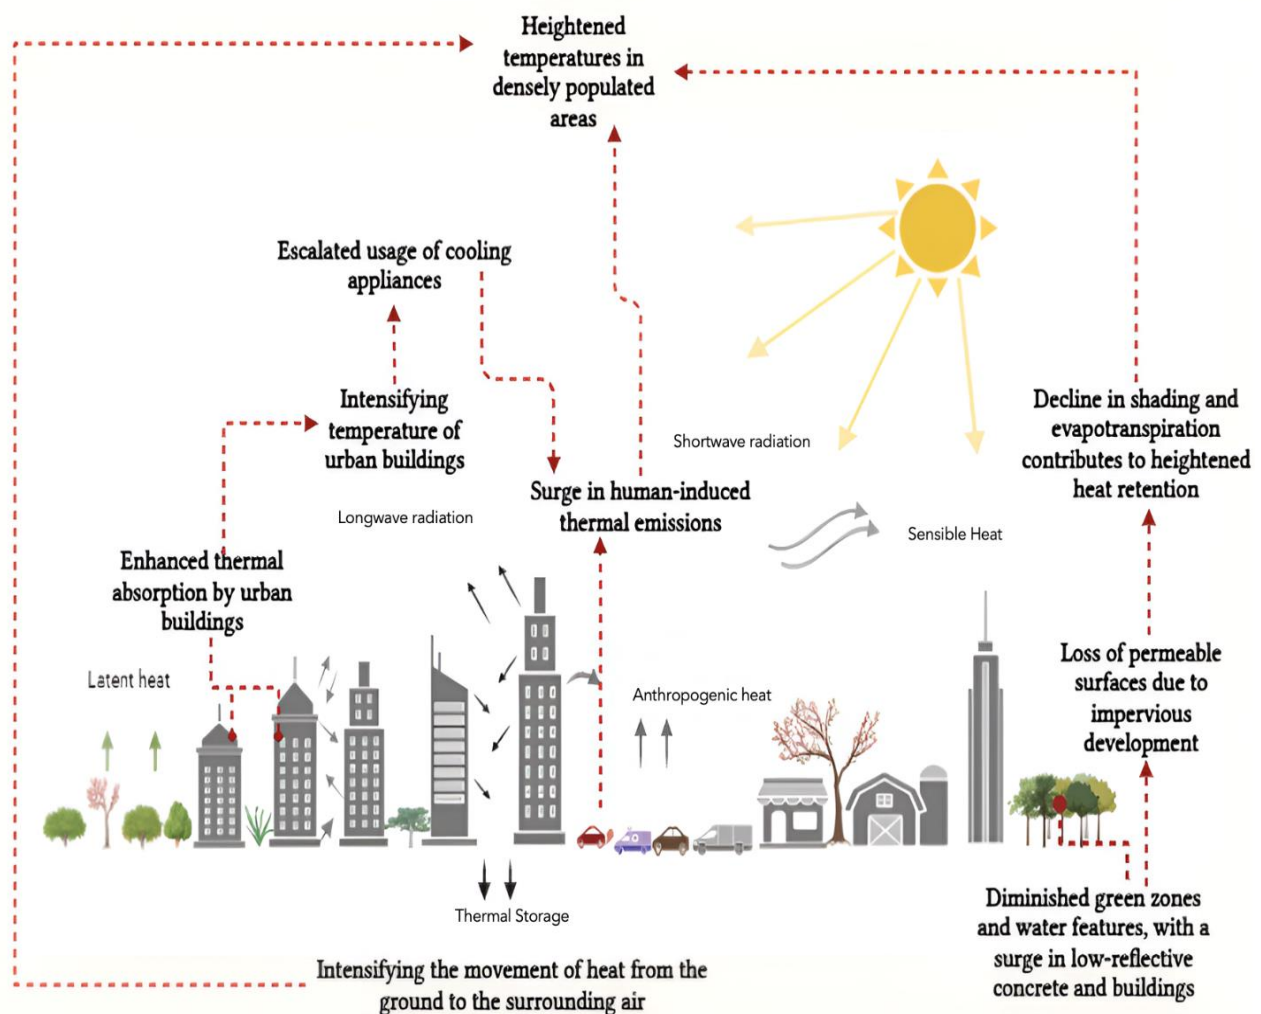 Heightened
temperatures in
densely populated
areas
Escalated usage of cooling
appliances
Intensifying
temperature of
urban buildings
Shortwave radiation
Decline in shading and
evapotranspiration
contributes to heightened
heat retention
Surge in human-induced
thermal emissions
Longwave radiation
Sensible Heat
Enhanced thermal
absorption by urban
buildings
Latent heat
Anthropogenic heat
Loss of permeable
surfaces due to
impervious
development
Thermal Storage
Diminished green zones
and water features, with a
surge in low-reflective
concrete and buildings
Intensifying the movement of heat from the
ground to the surrounding air